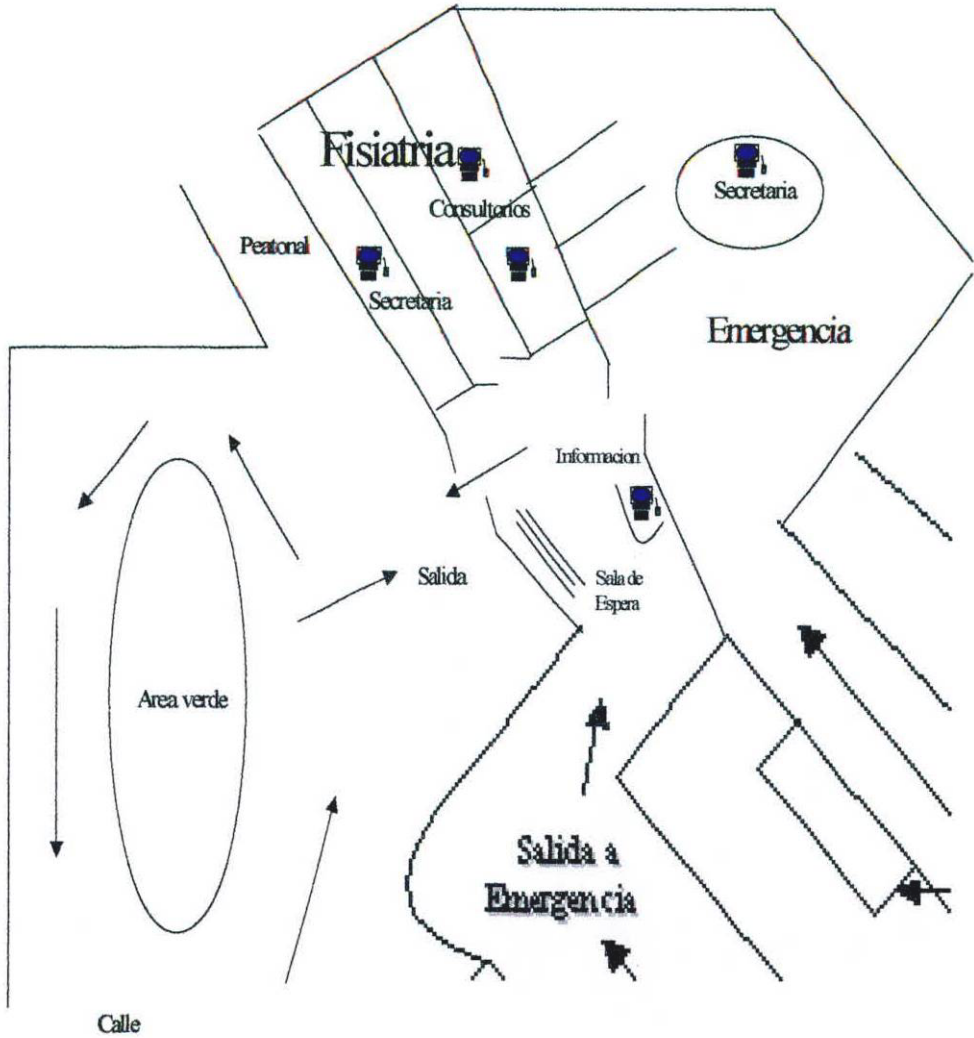 Fisiatria
Secretaria
Consultorios
Peatonal
Secretaria
Emergencia
Informacion
Salida
Sala de
Espera
Area verde
Salida a
Emergencia
Calle